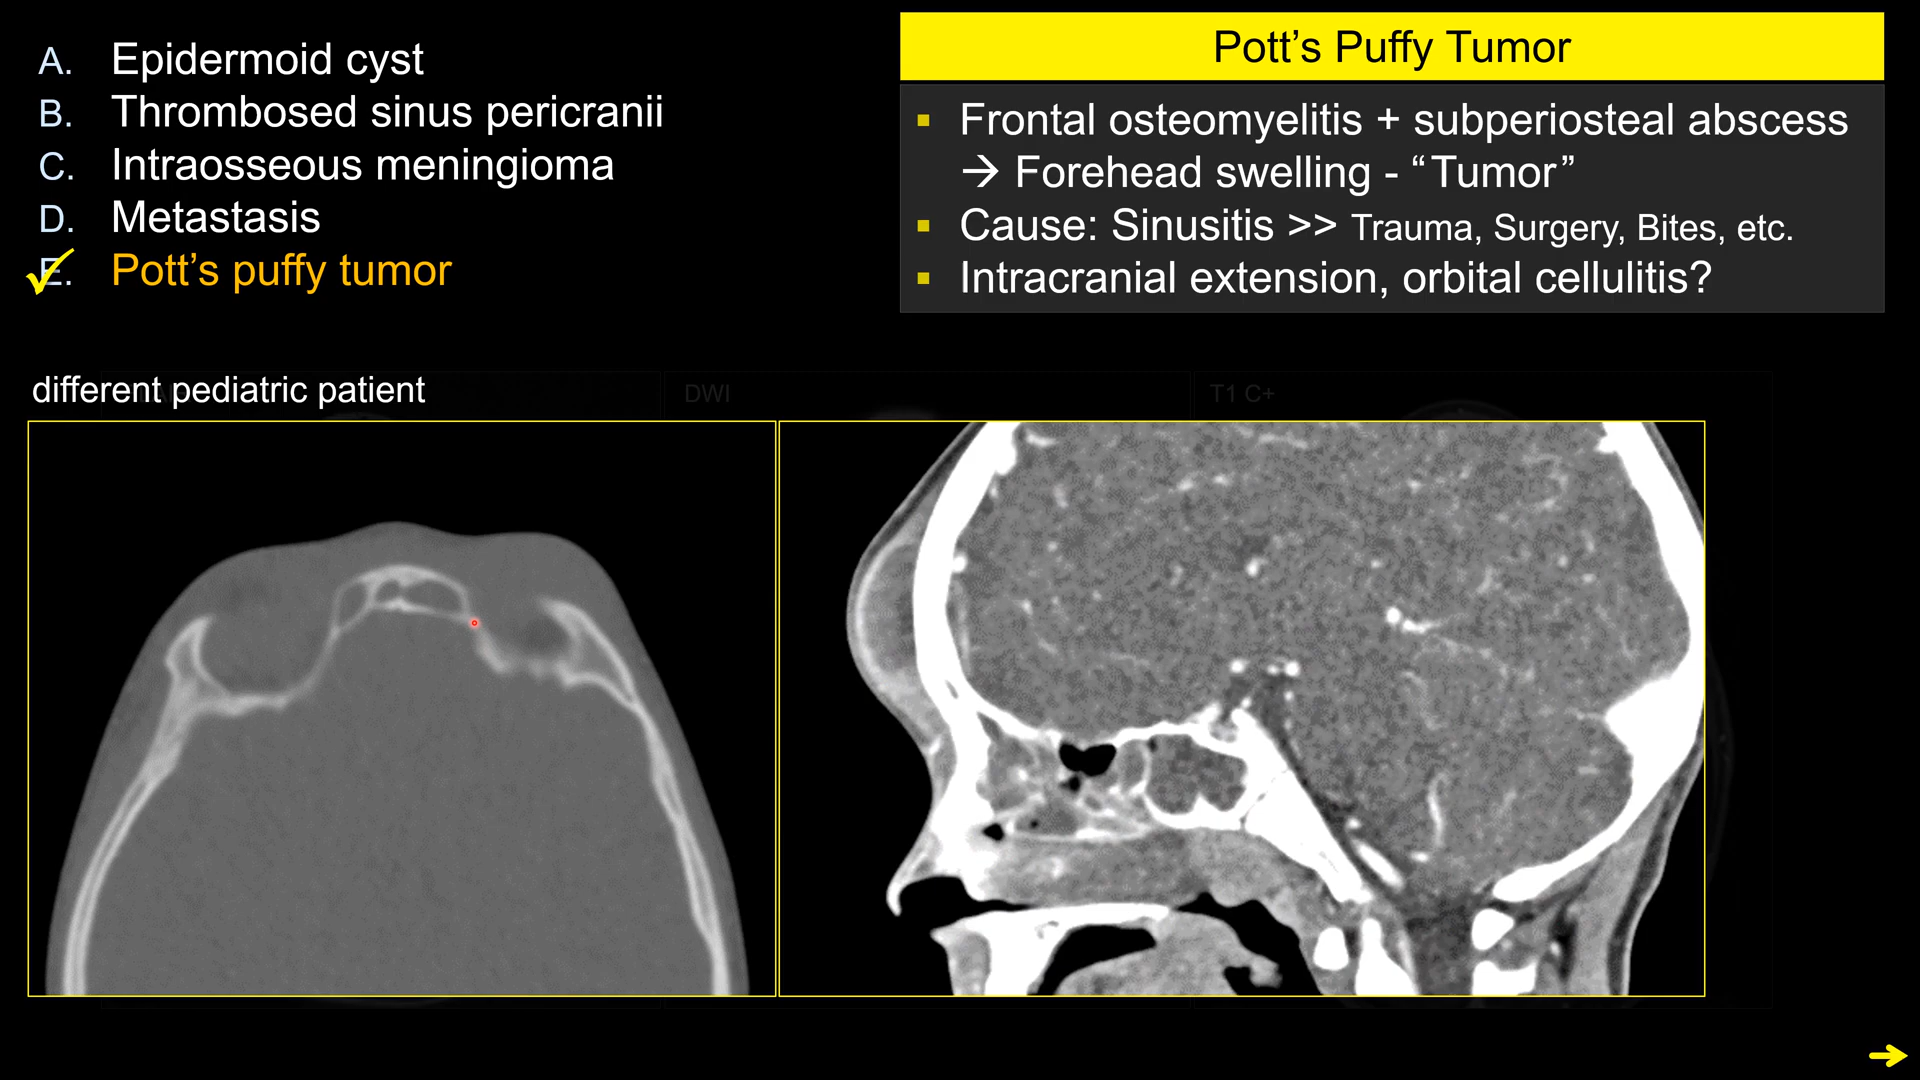 A. Epidermoid cyst
B. Thrombosed sinus pericranii
C. Intraosseous meningioma
D. Metastasis
E. Pott’s puffy tumor
Pott’s Puffy Tumor
▪ Frontal osteomyelitis + subperiosteal abscess
→ Forehead swelling - “Tumor”
▪ Cause: Sinusitis >> Trauma, Surgery, Bites, etc.
▪ Intracranial extension, orbital cellulitis?
different pediatric patient
DWI
T1 C+